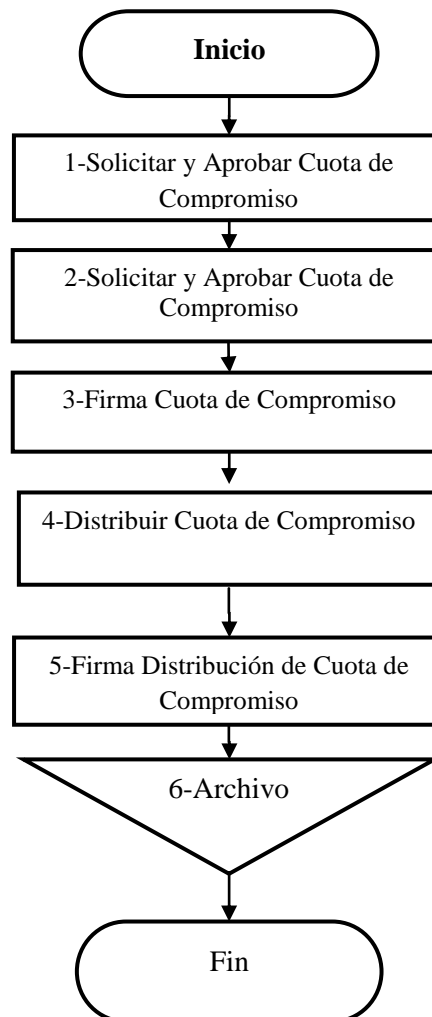 Inicio
1-Solicitar y Aprobar Cuota de
Compromiso
2-Solicitar y Aprobar Cuota de
Compromiso
3-Firma Cuota de Compromiso
4-Distribuir Cuota de Compromiso
5-Firma Distribución de Cuota de
Compromiso
6-Archivo
Fin